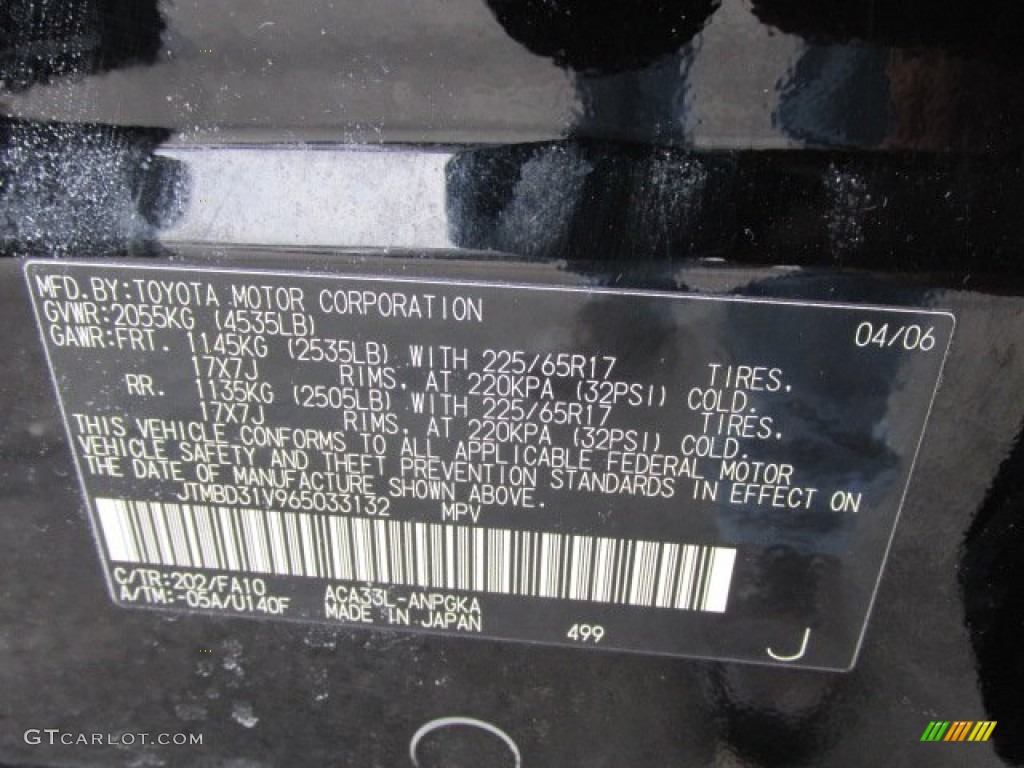 MFD.BY:TOYOTA MOTOR CORPORATION 04/06
GVWR:2055KG (4535LB)
GAWR:FRT. 1145KG (2535LB) WITH 225/65R17 TIRES,
17X7J RIMS, AT 220KPA (32PSI) COLD.
RR. 1135KG (2505LB) WITH 225/65R17 TIRES,
17X7J RIMS, AT 220KPA (32PSI) COLD.
THIS VEHICLE CONFORMS TO ALL APPLICABLE FEDERAL MOTOR
VEHICLE SAFETY AND THEFT PREVENTION STANDARDS IN EFFECT ON
THE DATE OF MANUFACTURE SHOWN ABOVE.
JTMBD31V965033132 MPV
C/TR:202/FA10 ACA33L-ANPGKA
A/TM:-05A/U140F MADE IN JAPAN 499 J
GTCARLOT.COM